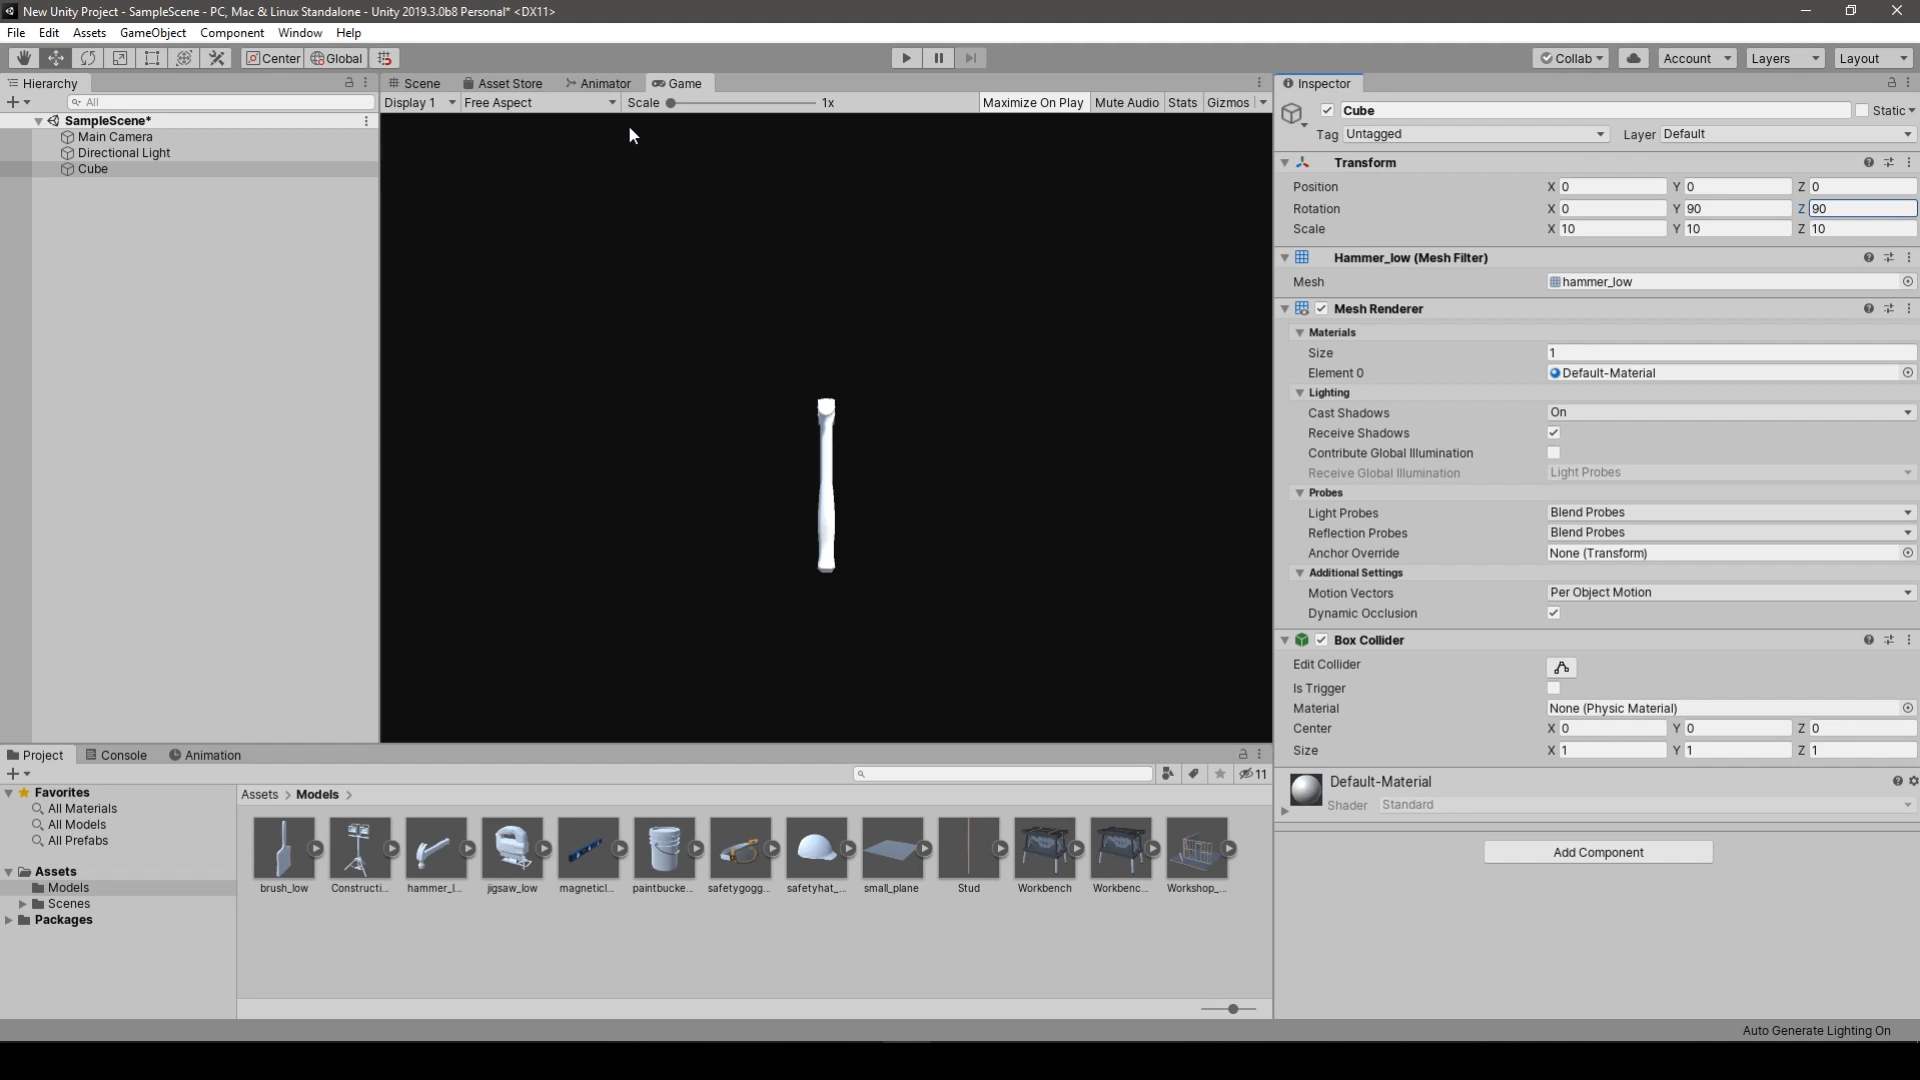 New Unity Project - SampleScene - PC, Mac & Linux Standalone - Unity 2019.3.0b8 Personal* <DX11>
File Edit Assets GameObject Component Window Help
Center Global Collab Account Layers Layout
Hierarchy
All
SampleScene*
Main Camera
Directional Light
Cube
Scene Asset Store Animator Game
Display 1 Free Aspect Scale 1x Maximize On Play Mute Audio Stats Gizmos
Inspector
Cube Static
Tag Untagged Layer Default
Transform
Position X 0 Y 0 Z 0
Rotation X 0 Y 90 Z 90
Scale X 10 Y 10 Z 10
Hammer_low (Mesh Filter)
Mesh hammer_low
Mesh Renderer
Materials
Size 1
Element 0 Default-Material
Lighting
Cast Shadows On
Receive Shadows
Contribute Global Illumination
Receive Global Illumination Light Probes
Probes
Light Probes Blend Probes
Reflection Probes Blend Probes
Anchor Override None (Transform)
Additional Settings
Motion Vectors Per Object Motion
Dynamic Occlusion
Box Collider
Edit Collider
Is Trigger
Material None (Physic Material)
Center X 0 Y 0 Z 0
Size X 1 Y 1 Z 1
Default-Material
Shader Standard
Add Component
Project Console Animation
11
Favorites
All Materials
All Models
All Prefabs
Assets
Models
Scenes
Packages
Assets > Models >
brush_low Constructi... hammer_l... jigsaw_low magneticl... paintbucke... safetygogg... safetyhat_... small_plane Stud Workbench Workbenc... Workshop_...
Auto Generate Lighting On